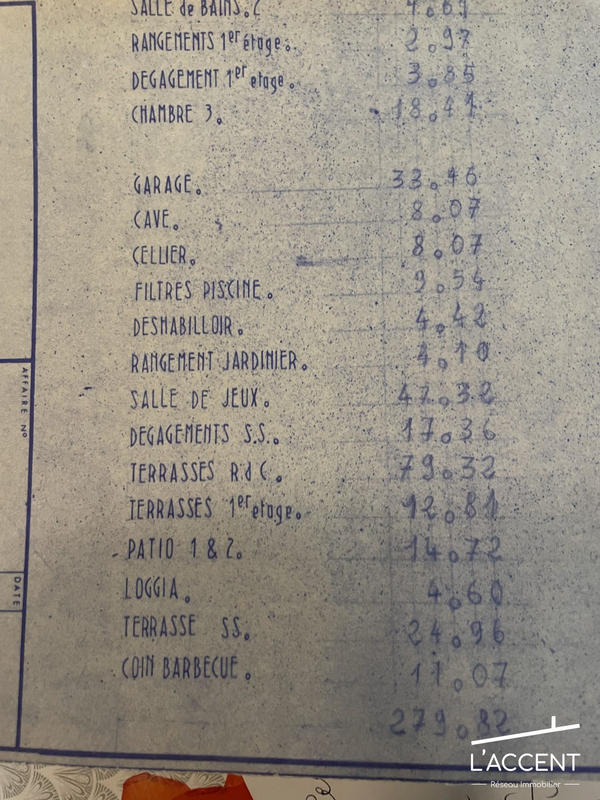 SALLE de BAINS.2
RANGEMENTS 1er étage. 2.97
DEGAGEMENT 1er etage. 3.85
CHAMBRE 3. 18.41
GARAGE. 33.46
CAVE. 8.07
CELLIER. 8.07
FILTRES PISCINE. 9.54
DESHABILLOIR. 4.42
RANGEMENT JARDINIER. 4.10
SALLE DE JEUX. 47.32
DEGAGEMENTS S.S. 17.36
TERRASSES R d C. 79.32
TERRASSES 1er etage. 12.81
- PATIO 1 & 2. 14.72
LOGGIA. 4.60
TERRASSE SS. 24.96
COIN BARBECUE. 11.07
279.82
AFFAIRE N°
DATE
L'ACCENT
Réseau Immobilier